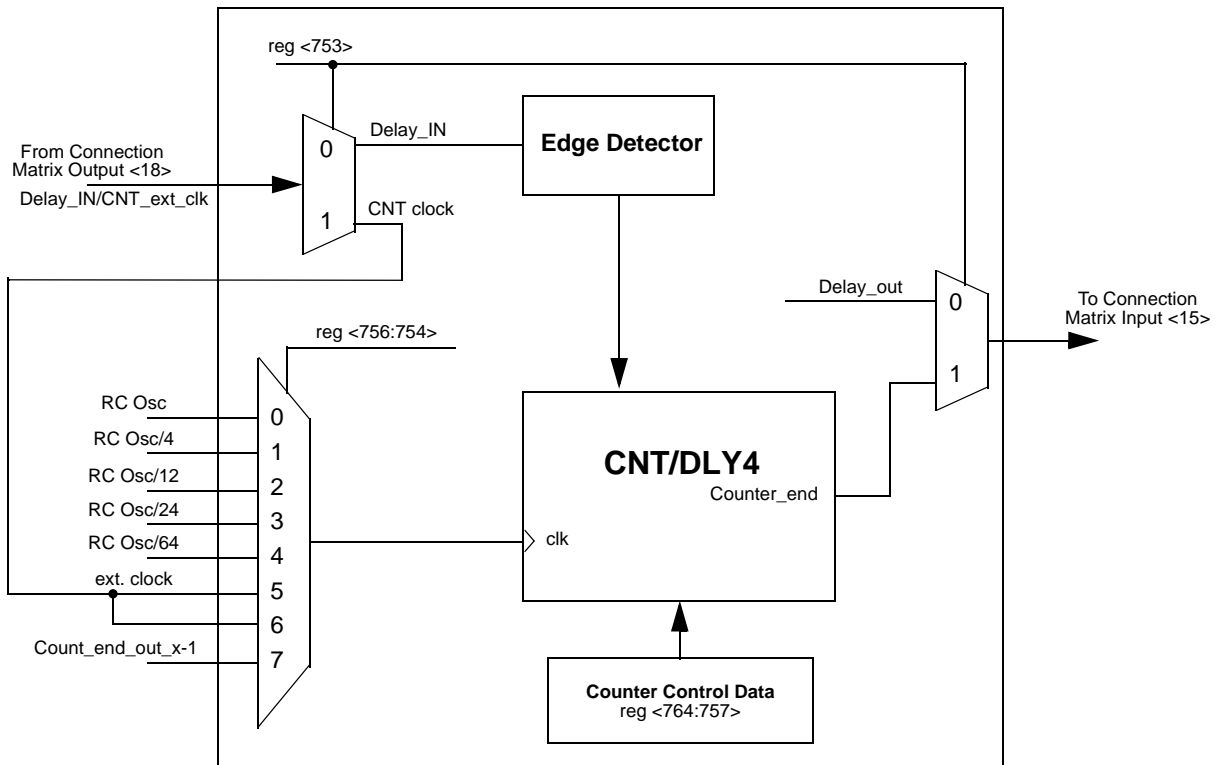 reg <753>
From Connection
Matrix Output <18>
Delay_IN/CNT_ext_clk
0
1
Delay_IN
CNT clock
Edge Detector
Delay_out
0
1
To Connection
Matrix Input <15>
reg <756:754>
RC Osc
RC Osc/4
RC Osc/12
RC Osc/24
RC Osc/64
ext. clock
Count_end_out_x-1
0
1
2
3
4
5
6
7
CNT/DLY4
Counter_end
clk
Counter Control Data
reg <764:757>